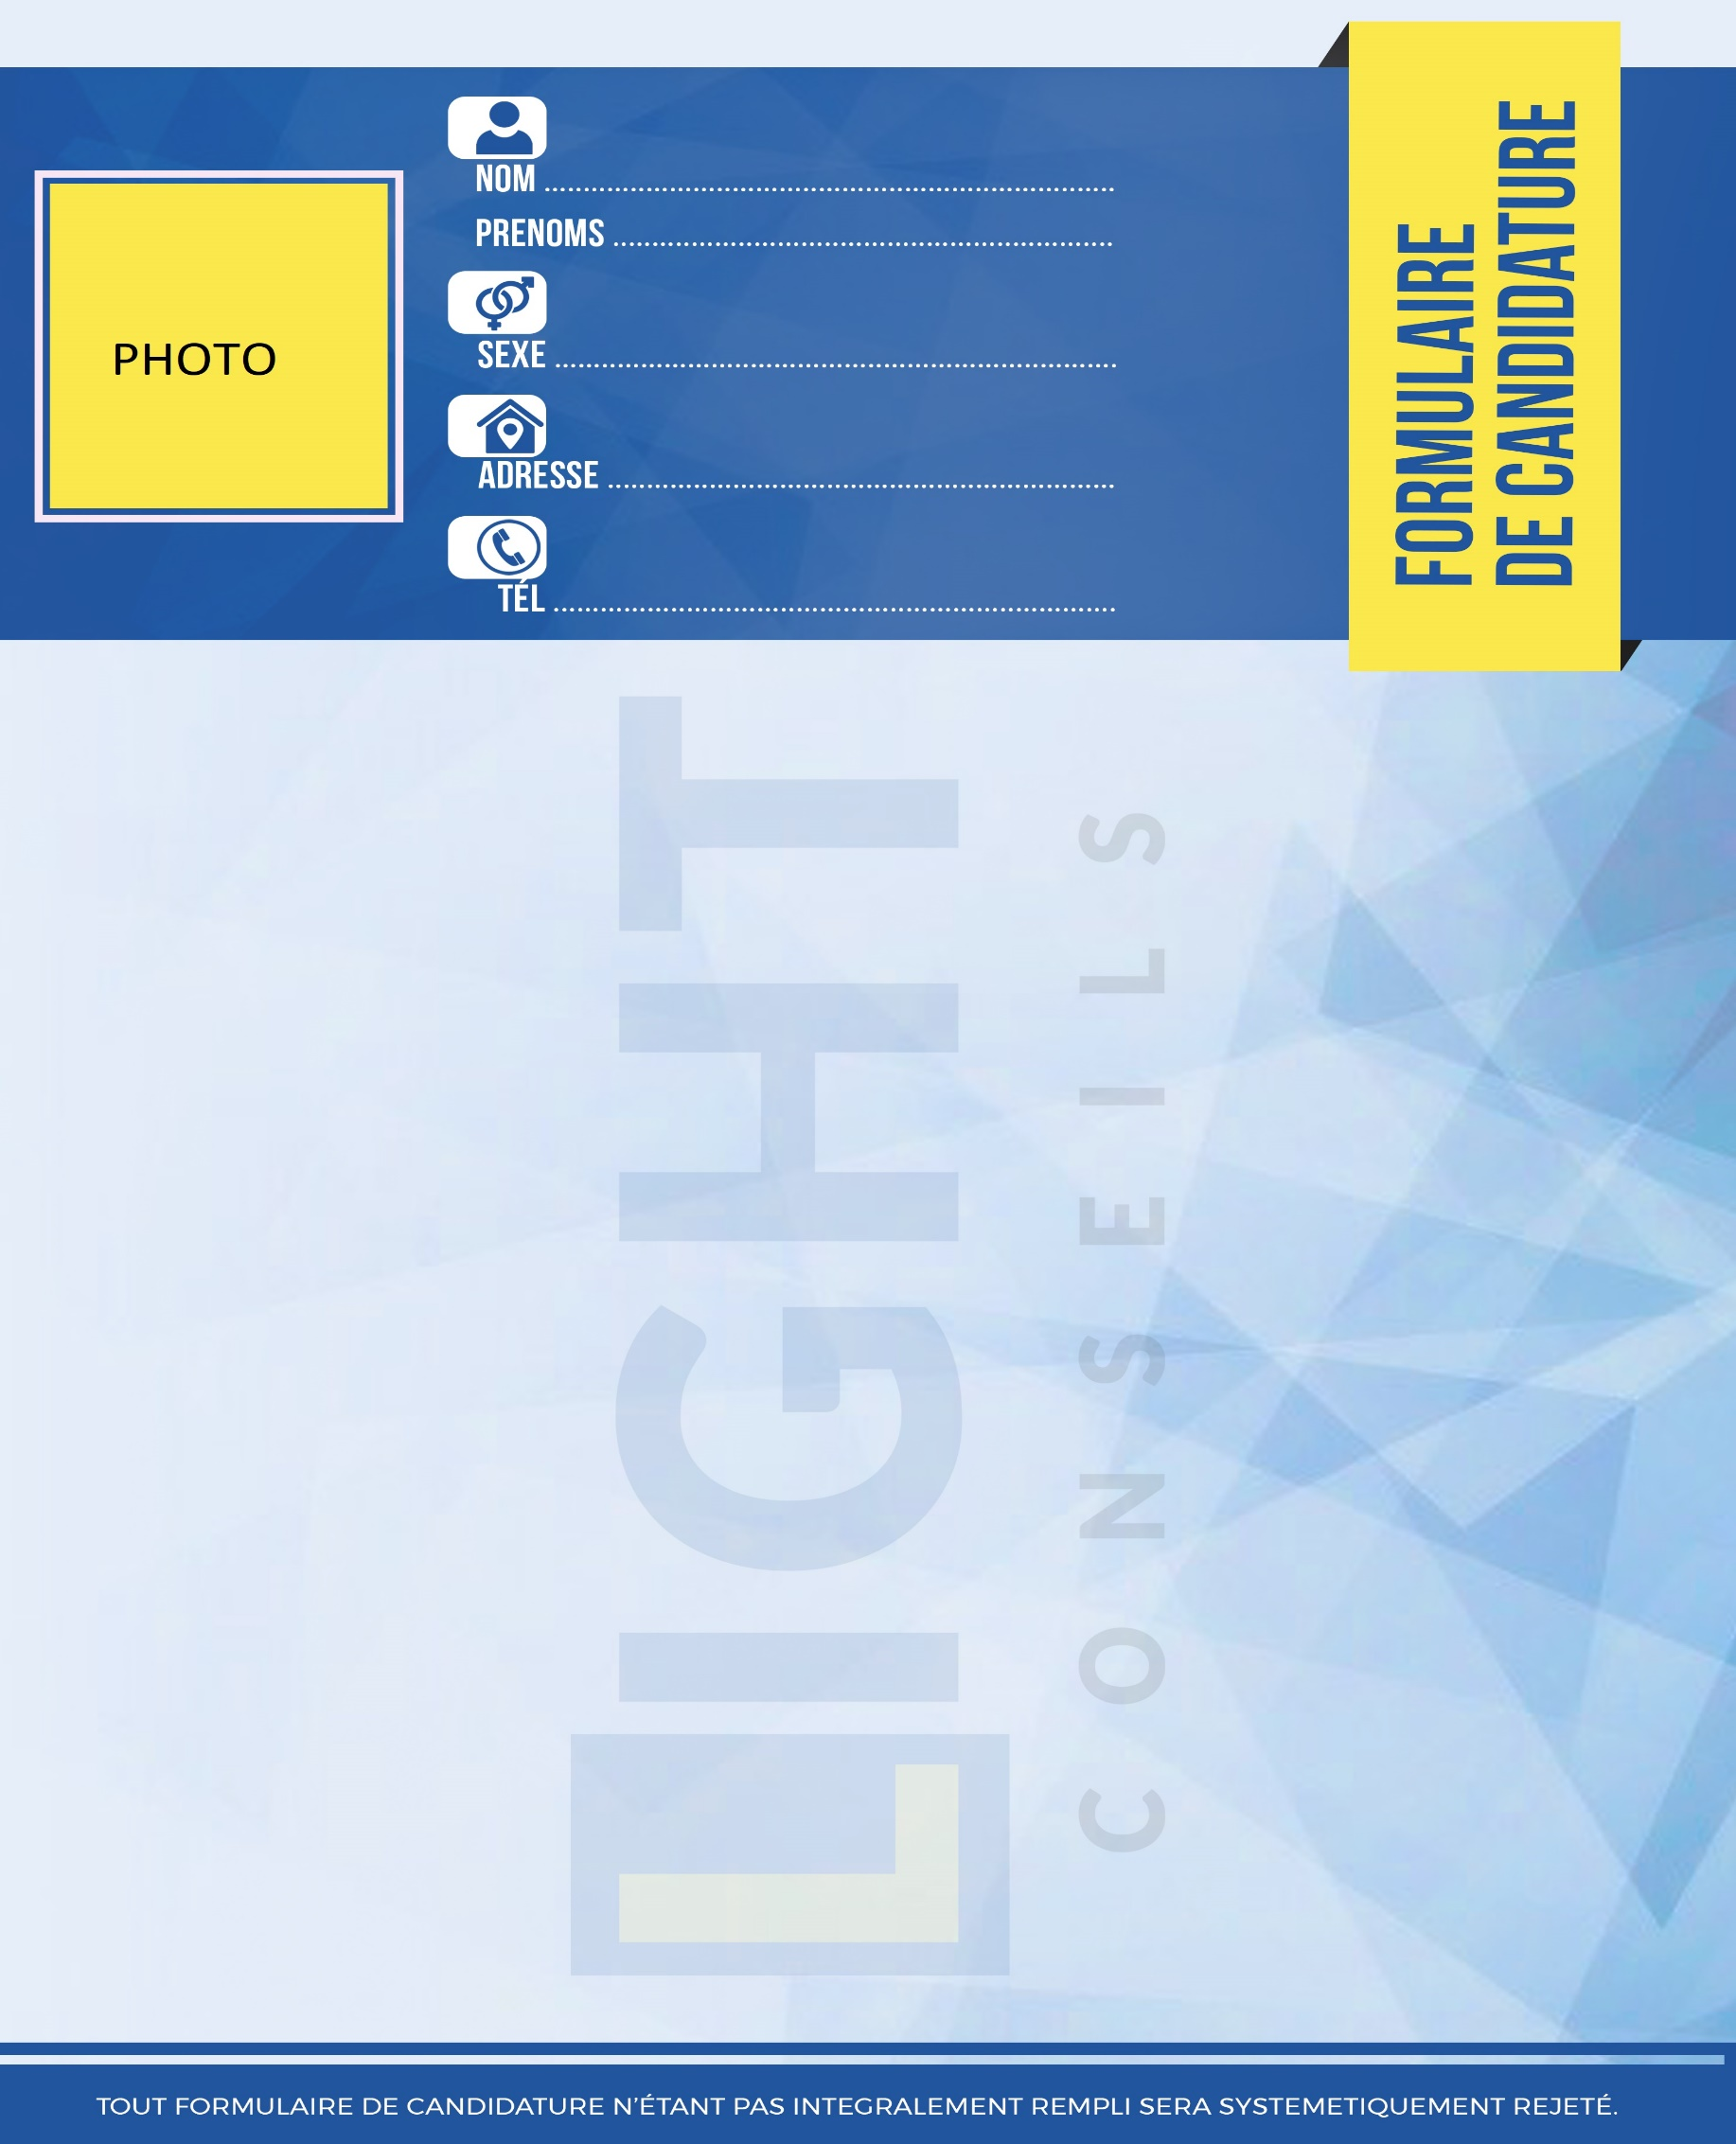 NOM ..........................................................................
PRENOMS .................................................................
PHOTO
SEXE .........................................................................
ADRESSE ..................................................................
TÉL .........................................................................
FORMULAIRE
DE CANDIDATURE
LIGHT
CONSEILS
TOUT FORMULAIRE DE CANDIDATURE N’ÉTANT PAS INTEGRALEMENT REMPLI SERA SYSTEMETIQUEMENT REJETÉ.